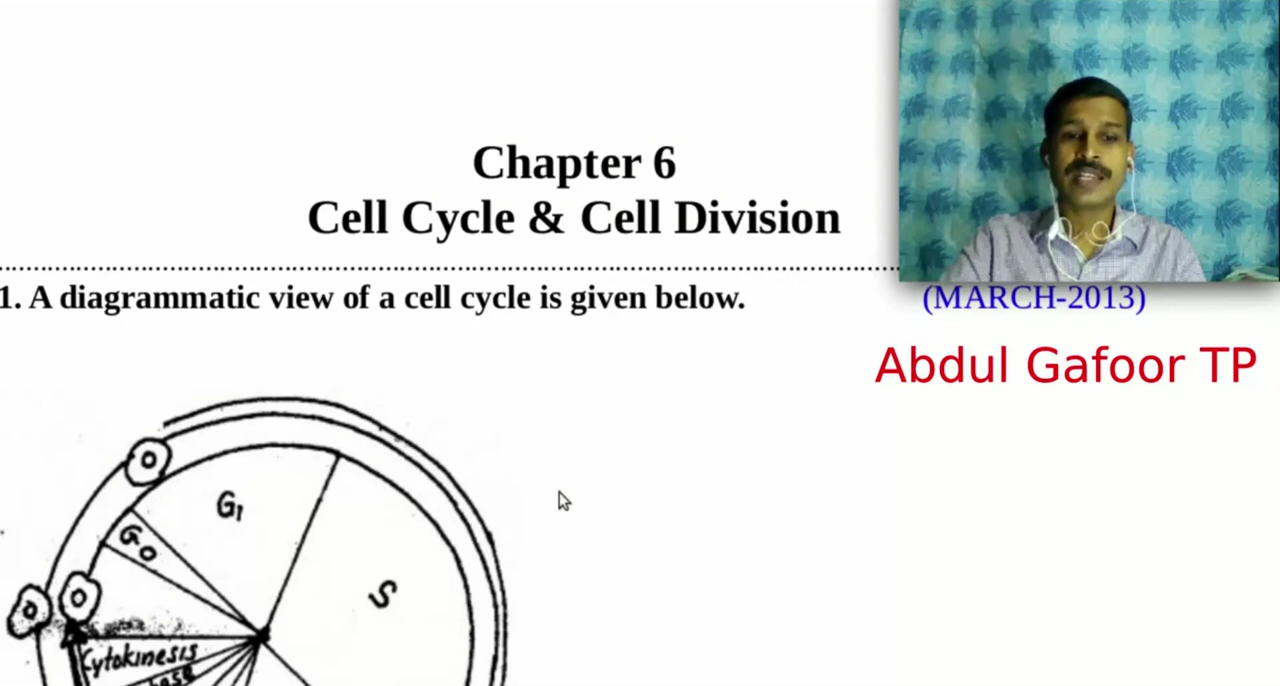 Chapter 6
Cell Cycle & Cell Division
1. A diagrammatic view of a cell cycle is given below.
(MARCH-2013)
Abdul Gafoor TP
G1
G0
S
Cytokinesis